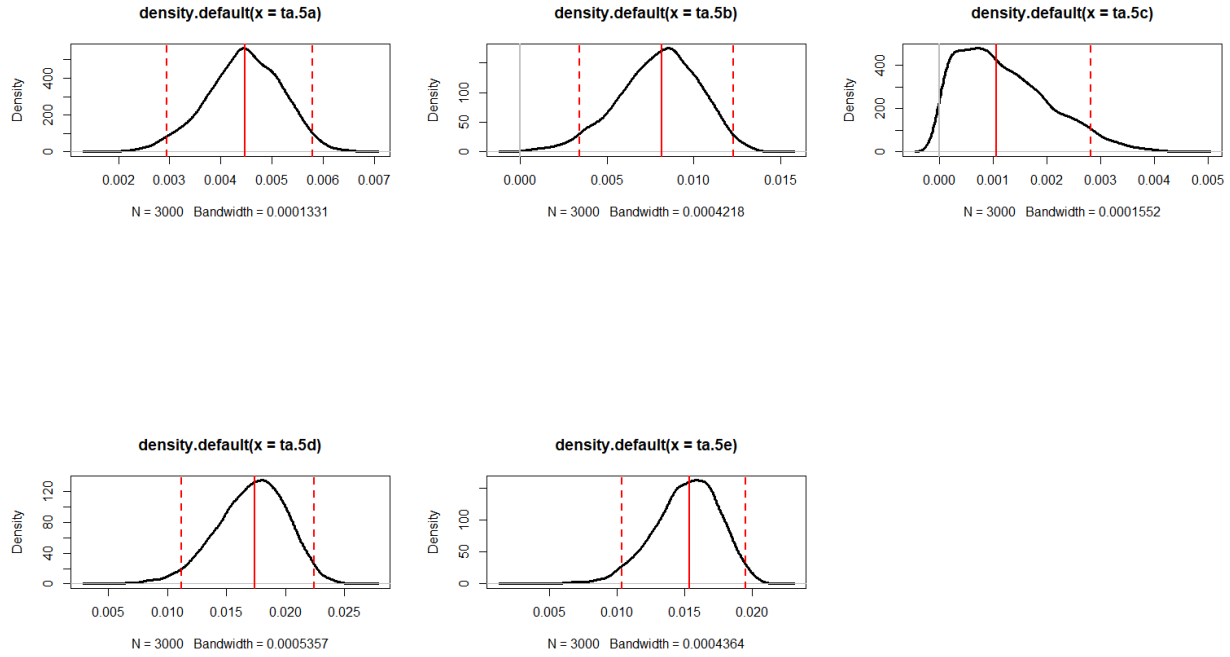 density.default(x = ta.5a)
Density
0 200 400
0.002 0.003 0.004 0.005 0.006 0.007
N = 3000 Bandwidth = 0.0001331
density.default(x = ta.5b)
Density
0 50 100
0.000 0.005 0.010 0.015
N = 3000 Bandwidth = 0.0004218
density.default(x = ta.5c)
Density
0 200 400
0.000 0.001 0.002 0.003 0.004 0.005
N = 3000 Bandwidth = 0.0001552
density.default(x = ta.5d)
Density
0 40 80 120
0.005 0.010 0.015 0.020 0.025
N = 3000 Bandwidth = 0.0005357
density.default(x = ta.5e)
Density
0 50 100
0.005 0.010 0.015 0.020
N = 3000 Bandwidth = 0.0004364